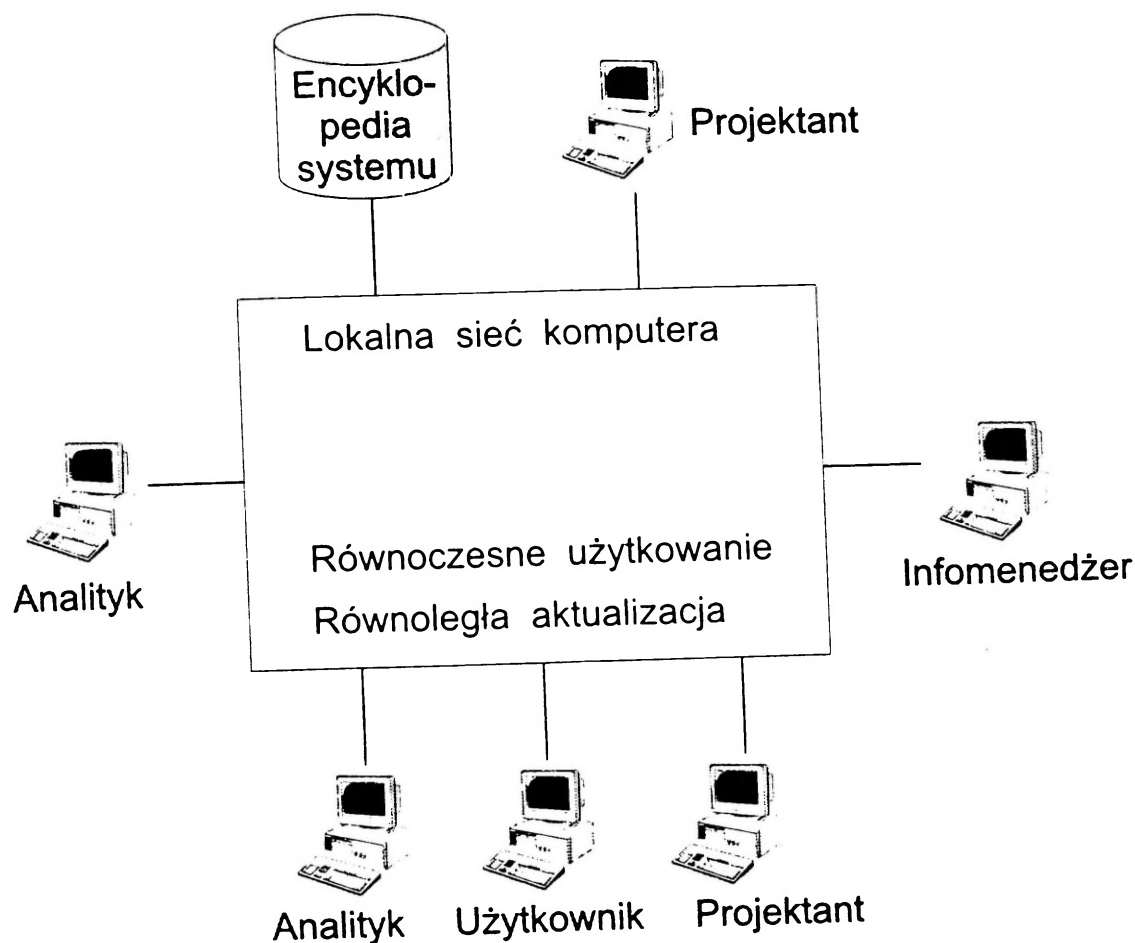 Encyklo-
pedia
systemu
Projektant
Lokalna sieć komputera
Analityk
Infomenedżer
Równoczesne użytkowanie
Równoległa aktualizacja
Analityk
Użytkownik
Projektant